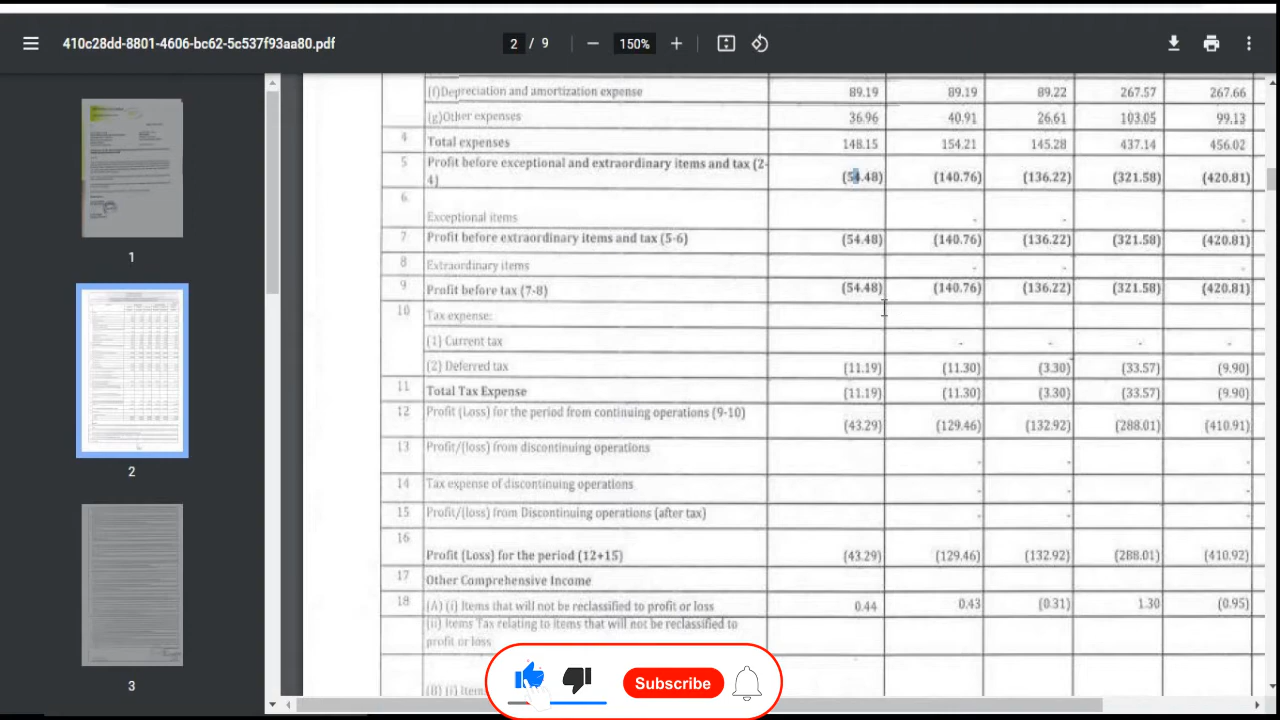 410c28dd-8801-4606-bc62-5c537f93aa80.pdf 2 / 9 150%
(f)Depreciation and amortization expense 89.19 89.19 89.22 267.57 267.66
(g)Other expenses 36.96 40.91 26.61 103.05 99.13
4 Total expenses 148.15 154.21 145.28 437.14 456.02
5 Profit before exceptional and extraordinary items and tax (2-
4) (54.48) (140.76) (136.22) (321.58) (420.81)
6
Exceptional items - - -
7 Profit before extraordinary items and tax (5-6) (54.48) (140.76) (136.22) (321.58) (420.81)
8 Extraordinary items - - -
9 Profit before tax (7-8) (54.48) (140.76) (136.22) (321.58) (420.81)
10 Tax expense:
(1) Current tax - - - -
(2) Deferred tax (11.19) (11.30) (3.30) (33.57) (9.90)
11 Total Tax Expense (11.19) (11.30) (3.30) (33.57) (9.90)
12 Profit (Loss) for the period from continuing operations (9-10) (43.29) (129.46) (132.92) (288.01) (410.91)
13 Profit/(loss) from discontinuing operations - - -
14 Tax expense of discontinuing operations - - -
15 Profit/(loss) from Discontinuing operations (after tax) - - -
16
Profit (Loss) for the period (12+15) (43.29) (129.46) (132.92) (288.01) (410.92)
17 Other Comprehensive Income
18 (A) (i) Items that will not be reclassified to profit or loss 0.44 0.43 (0.31) 1.30 (0.95)
(ii) Items Tax relating to items that will not be reclassified to
profit or loss
(B) (i) Item
1
2
3
Subscribe